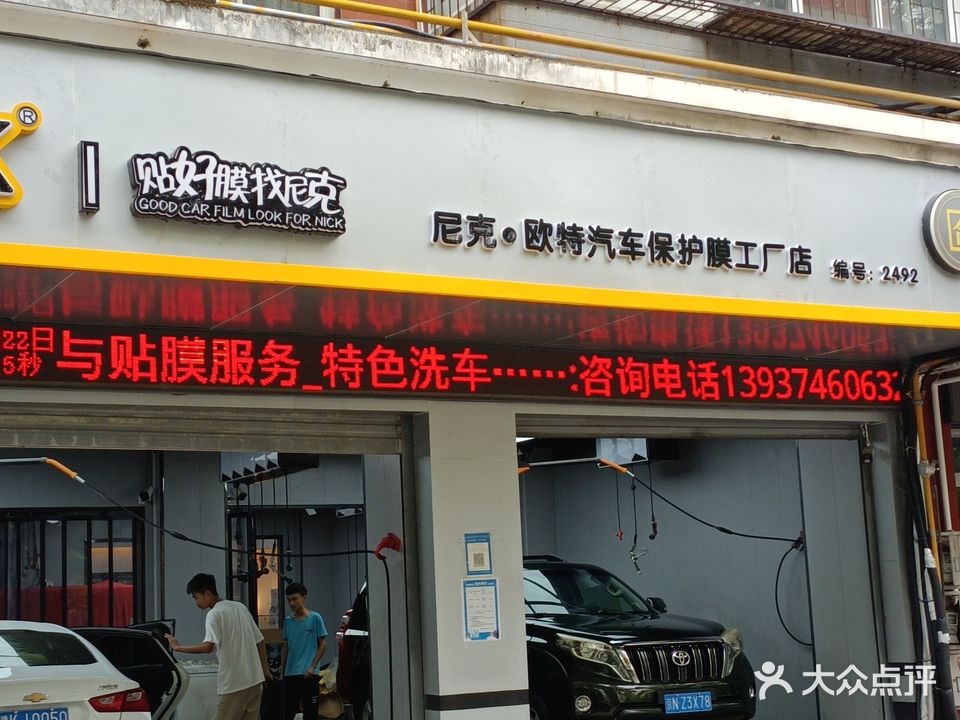 ®
贴好膜找尼克
GOOD CAR FILM LOOK FOR NICK
尼克·欧特汽车保护膜工厂店 编号: 2492
22日
5秒
与贴膜服务_特色洗车……
咨询电话13937460632
京N Z3X78
大众点评